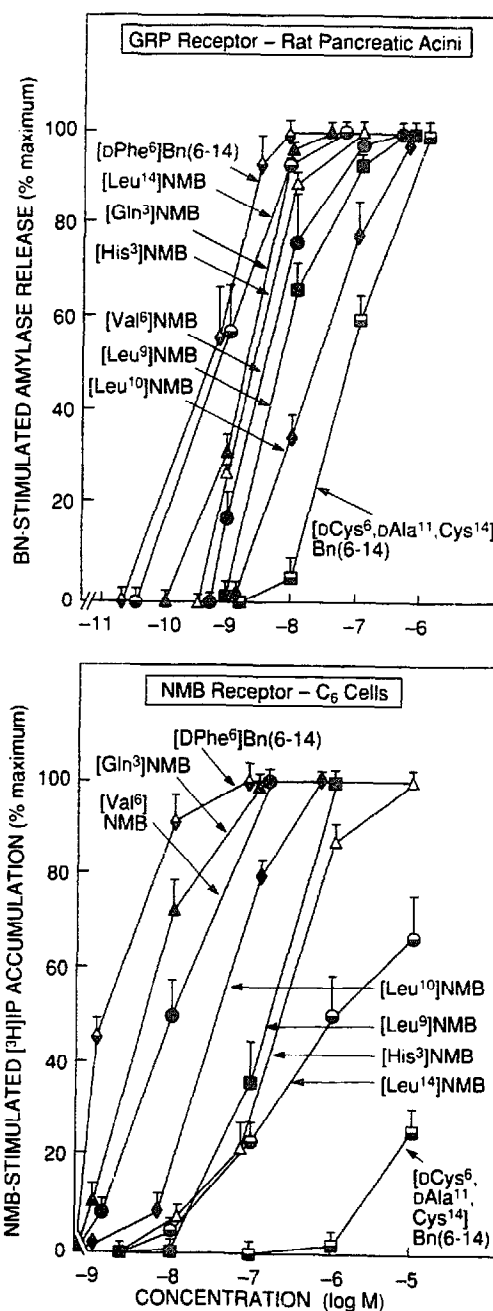 GRP Receptor – Rat Pancreatic Acini
BN-STIMULATED AMYLASE RELEASE (% maximum)
100
80
60
40
20
0
[DPhe⁶]Bn(6-14)
[Leu¹⁴]NMB
[Gln³]NMB
[His³]NMB
[Val⁶]NMB
[Leu⁹]NMB
[Leu¹⁰]NMB
[DCys⁶,DAla¹¹,Cys¹⁴]
Bn(6-14)
–11 –10 –9 –8 –7 –6
NMB Receptor – C₆ Cells
NMB-STIMULATED [³H]IP ACCUMULATION (% maximum)
100
80
60
40
20
0
[DPhe⁶]Bn(6-14)
[Gln³]NMB
[Val⁶]
NMB
[Leu¹⁰]NMB
[Leu⁹]NMB
[His³]NMB
[Leu¹⁴]NMB
[DCys⁶,
DAla¹¹,
Cys¹⁴]
Bn(6-14)
–9 –8 –7 –6 –5
CONCENTRATION (log M)